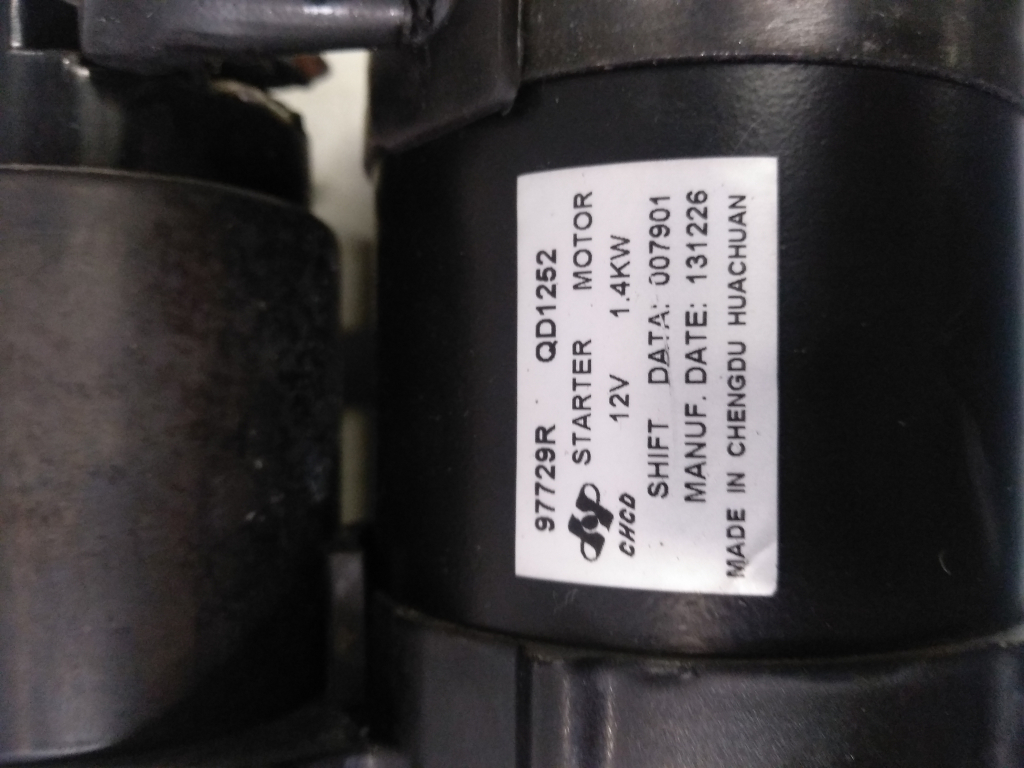 97729R QD1252
STARTER MOTOR
CHCD 12V 1.4KW
SHIFT DATA: 007901
MANUF. DATE: 131226
MADE IN CHENGDU HUACHUAN